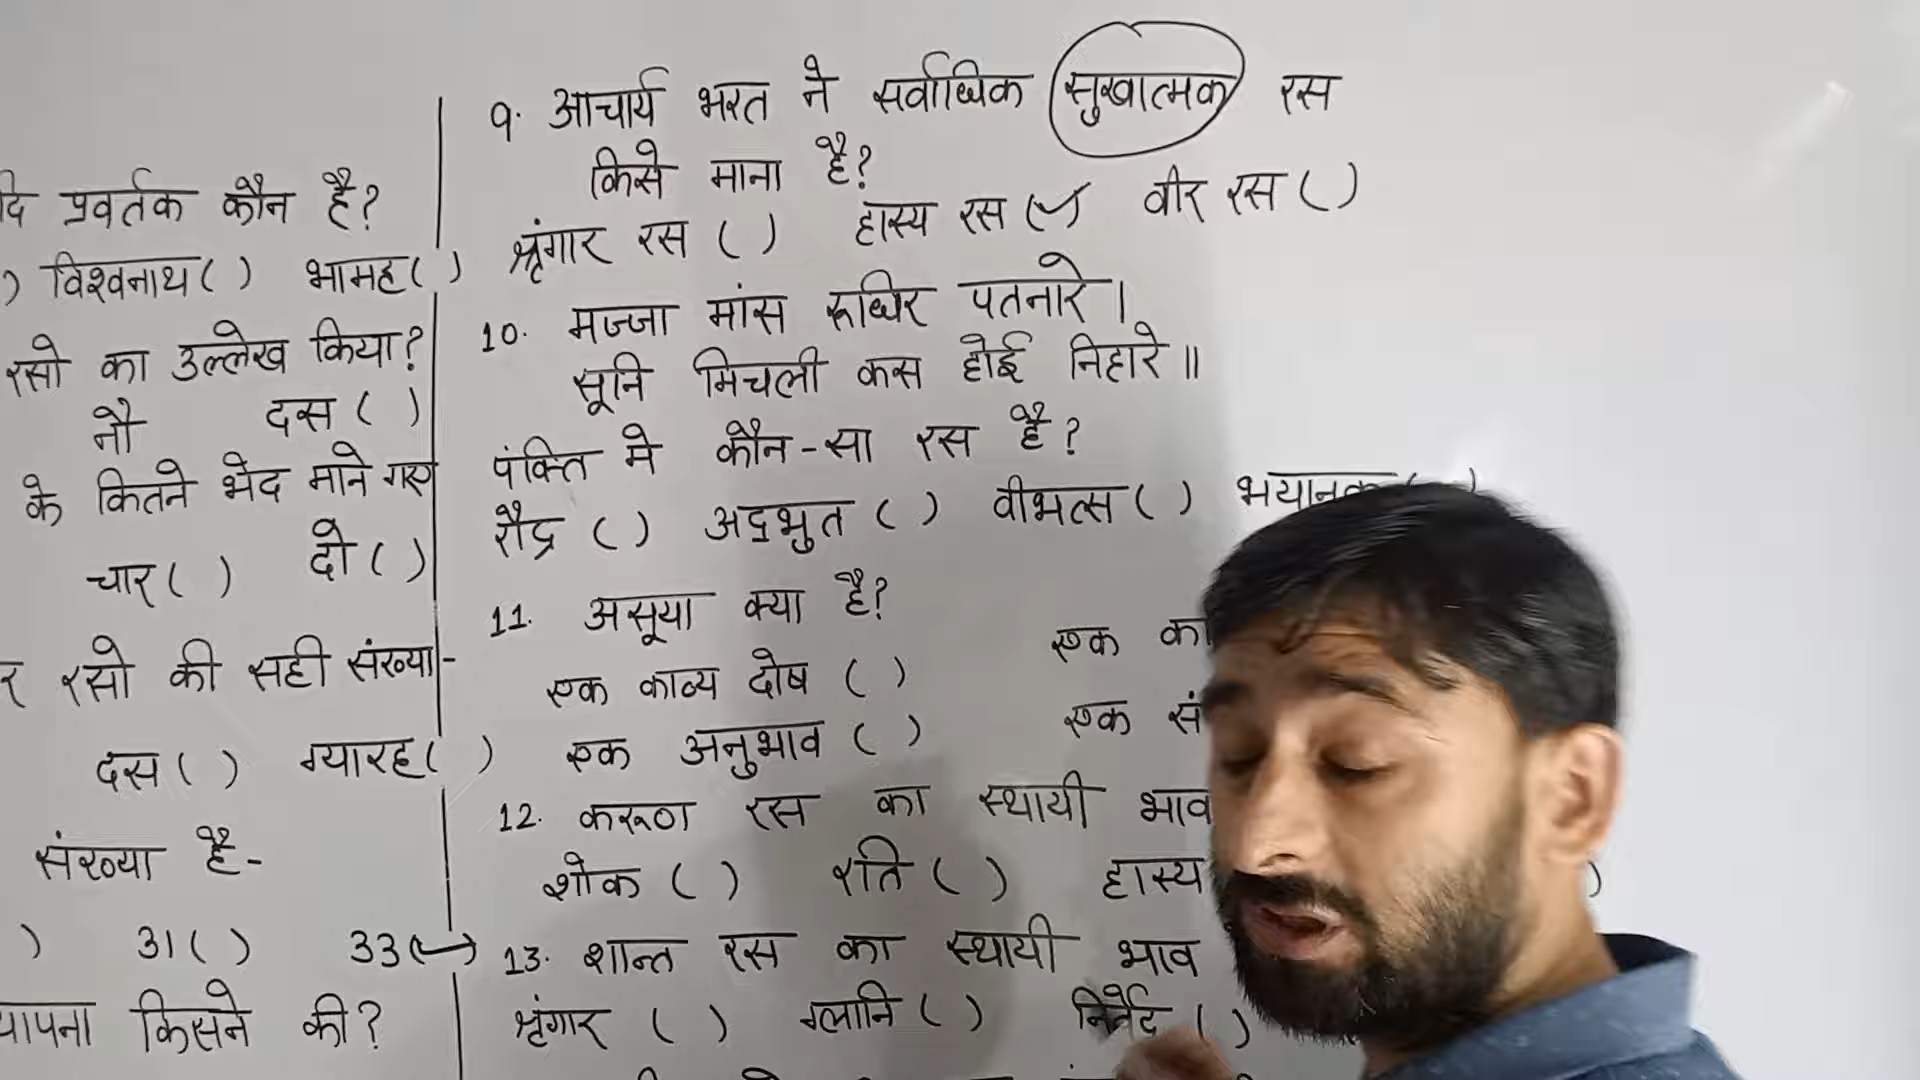 प्रवर्तक कौन है?
) विश्वनाथ ( ) भामह ( )
रसो का उल्लेख किया?
नौ दस ( )
के कितने भेद माने गए
चार ( ) दो ( )
र रसो की सही संख्या -
दस ( ) ग्यारह ( )
संख्या है -
) 31 ( ) 33 (✓)
किसने की?
9. आचार्य भरत ने सर्वाधिक सुखात्मक रस
किसे माना है?
श्रृंगार रस ( ) हास्य रस (✓) वीर रस ( )
10. मज्जा मांस रूधिर पतनारे।
सूनि मिचली कस होई निहारे॥
पंक्ति मे कौन-सा रस है?
रौद्र ( ) अद्भुत ( ) वीभत्स ( ) भयानक ( )
11. असूया क्या है?
एक काव्य दोष ( ) एक का
एक अनुभाव ( ) एक सं
12. करूण रस का स्थायी भाव
शोक ( ) रति ( ) हास्य )
13. शान्त रस का स्थायी भाव
श्रृंगार ( ) ग्लानि ( ) निर्वेद ( )